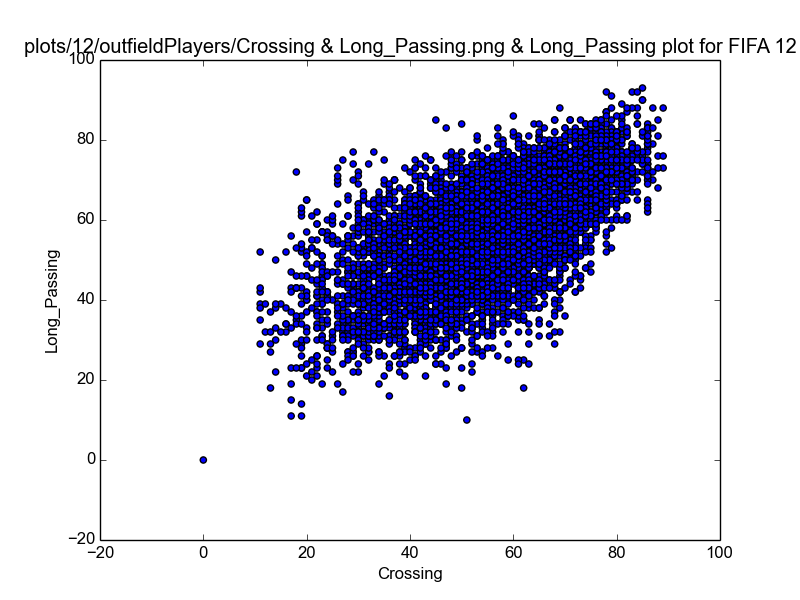 plots/12/outfieldPlayers/Crossing & Long_Passing.png & Long_Passing plot for FIFA 12
100
80
60
40
20
0
−20
Long_Passing
−20 0 20 40 60 80 100
Crossing